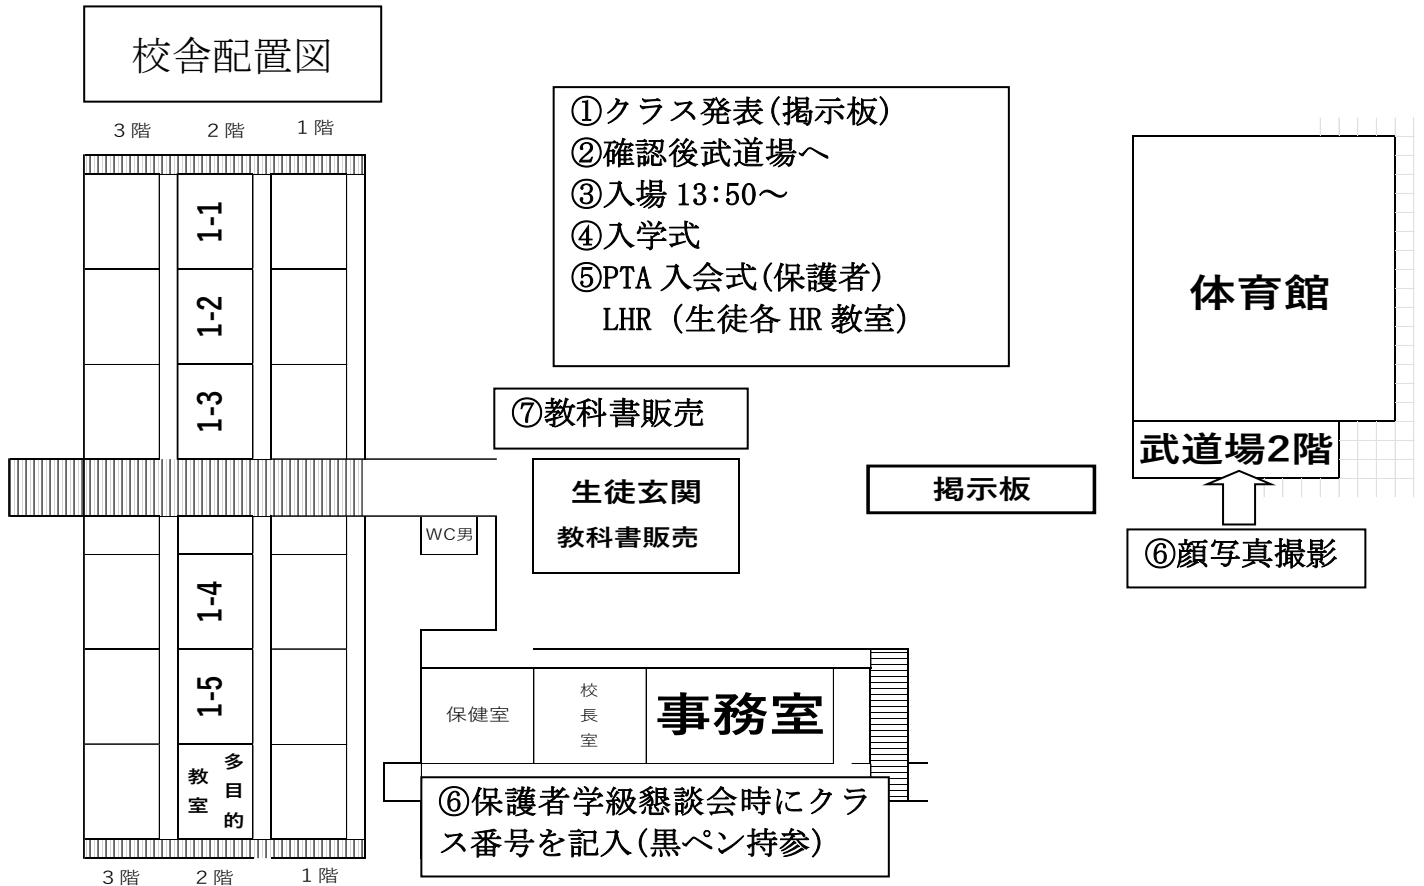 校舎配置図
3階 2階 1階
①クラス発表(掲示板)
②確認後武道場へ
③入場 13:50～
④入学式
⑤PTA 入会式(保護者)
LHR (生徒各 HR 教室)
1-1
1-2
1-3
体育館
武道場2階
⑦教科書販売
生徒玄関
教科書販売
掲示板
⑥顔写真撮影
WC男
1-4
1-5
多目的
教室
保健室
校長室
事務室
⑥保護者学級懇談会時にクラ
ス番号を記入(黒ペン持参)
3階 2階 1階